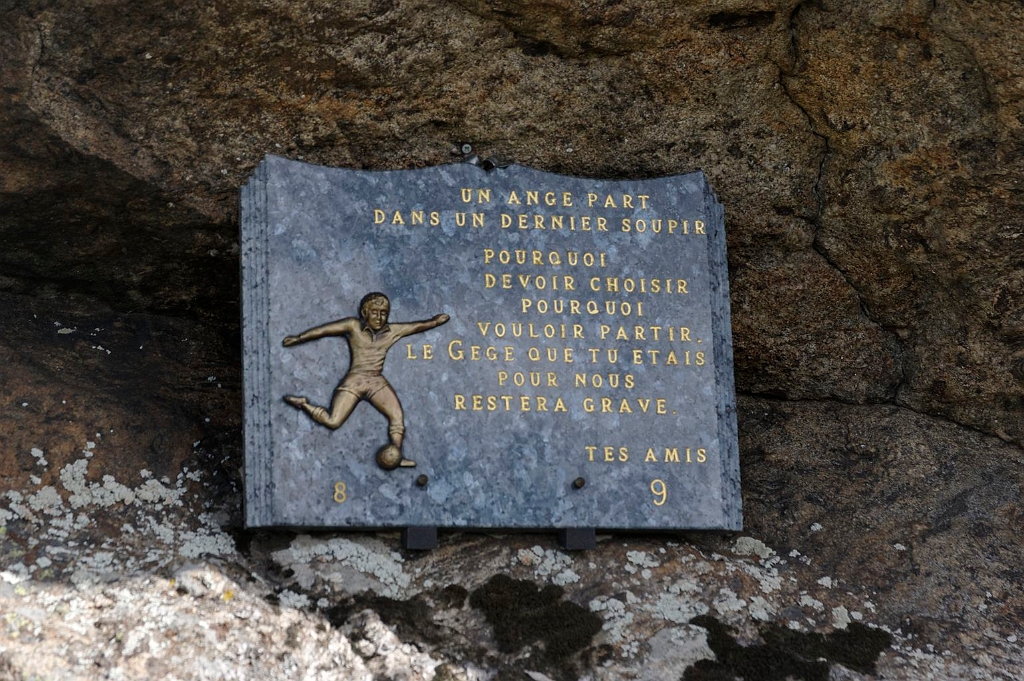 UN ANGE PART
DANS UN DERNIER SOUPIR
POURQUOI
DEVOIR CHOISIR
POURQUOI
VOULOIR PARTIR.
LE GEGE QUE TU ETAIS
POUR NOUS
RESTERA GRAVE.
TES AMIS
8 9